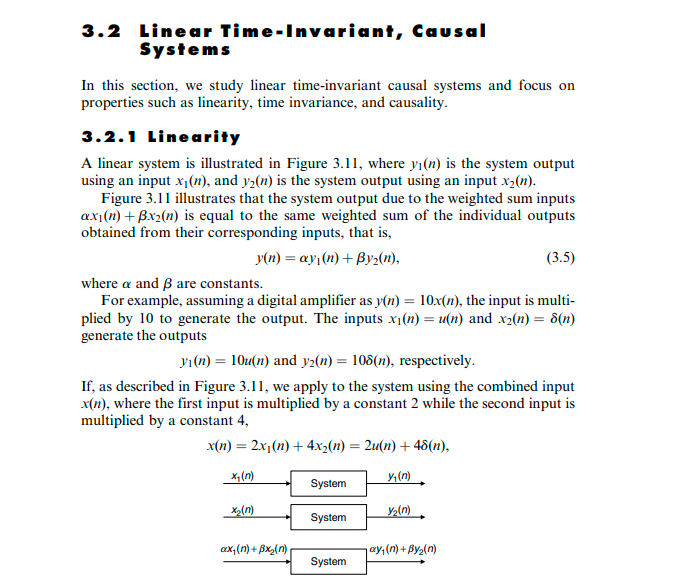 3.2 Linear Time-Invariant, Causal
Systems
In this section, we study linear time-invariant causal systems and focus on
properties such as linearity, time invariance, and causality.
3.2.1 Linearity
A linear system is illustrated in Figure 3.11, where y₁(n) is the system output
using an input x₁(n), and y₂(n) is the system output using an input x₂(n).
Figure 3.11 illustrates that the system output due to the weighted sum inputs
αx₁(n) + βx₂(n) is equal to the same weighted sum of the individual outputs
obtained from their corresponding inputs, that is,
y(n) = αy₁(n) + βy₂(n), (3.5)
where α and β are constants.
For example, assuming a digital amplifier as y(n) = 10x(n), the input is multi-
plied by 10 to generate the output. The inputs x₁(n) = u(n) and x₂(n) = δ(n)
generate the outputs
y₁(n) = 10u(n) and y₂(n) = 10δ(n), respectively.
If, as described in Figure 3.11, we apply to the system using the combined input
x(n), where the first input is multiplied by a constant 2 while the second input is
multiplied by a constant 4,
x(n) = 2x₁(n) + 4x₂(n) = 2u(n) + 4δ(n),
x₁(n) System y₁(n)
x₂(n) System y₂(n)
αx₁(n) + βx₂(n) System αy₁(n) + βy₂(n)